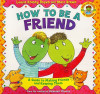 Laurie Krasny Brown and Marc Brown
HOW TO BE A
FRIEND
A Guide to Making Friends
and Keeping Them